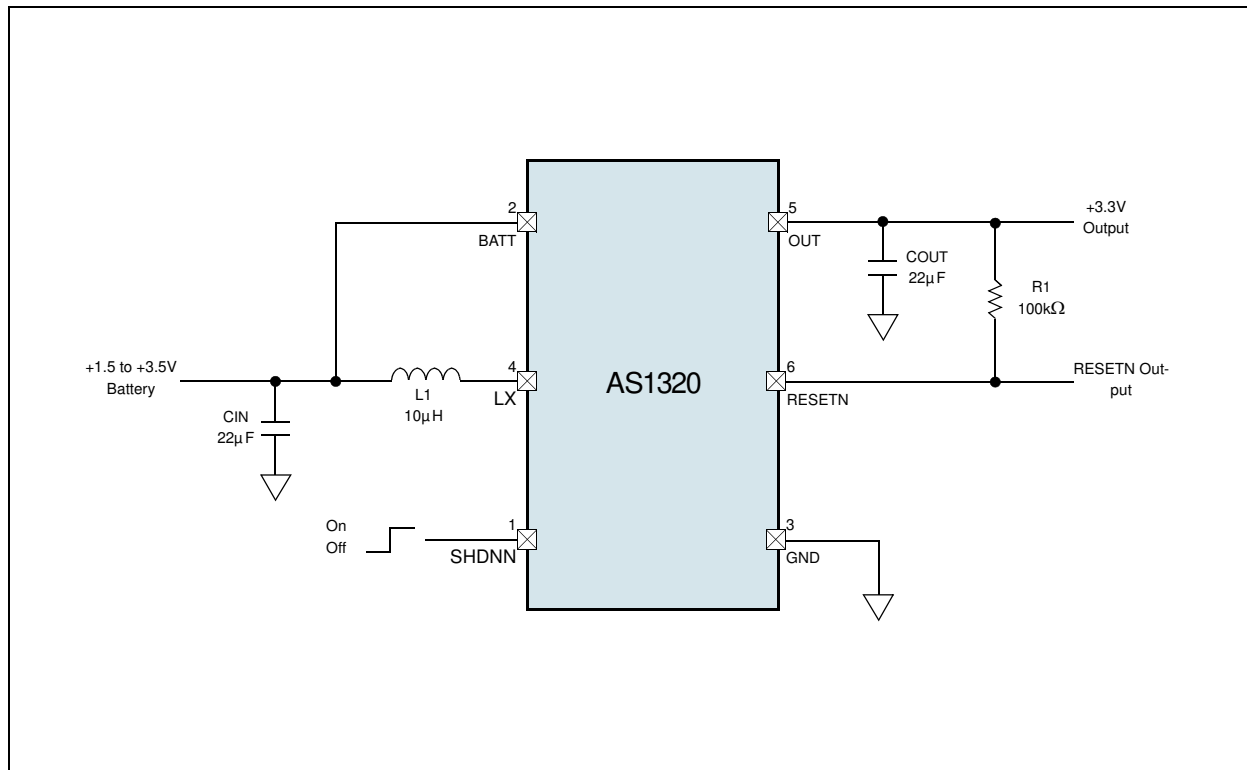 2
BATT
5
OUT
+3.3V
Output
COUT
22µF
R1
100kΩ
+1.5 to +3.5V
Battery
L1
10µH
4
LX
AS1320
6
RESETN
RESETN Out-
put
CIN
22µF
On
Off
1
SHDNN
3
GND